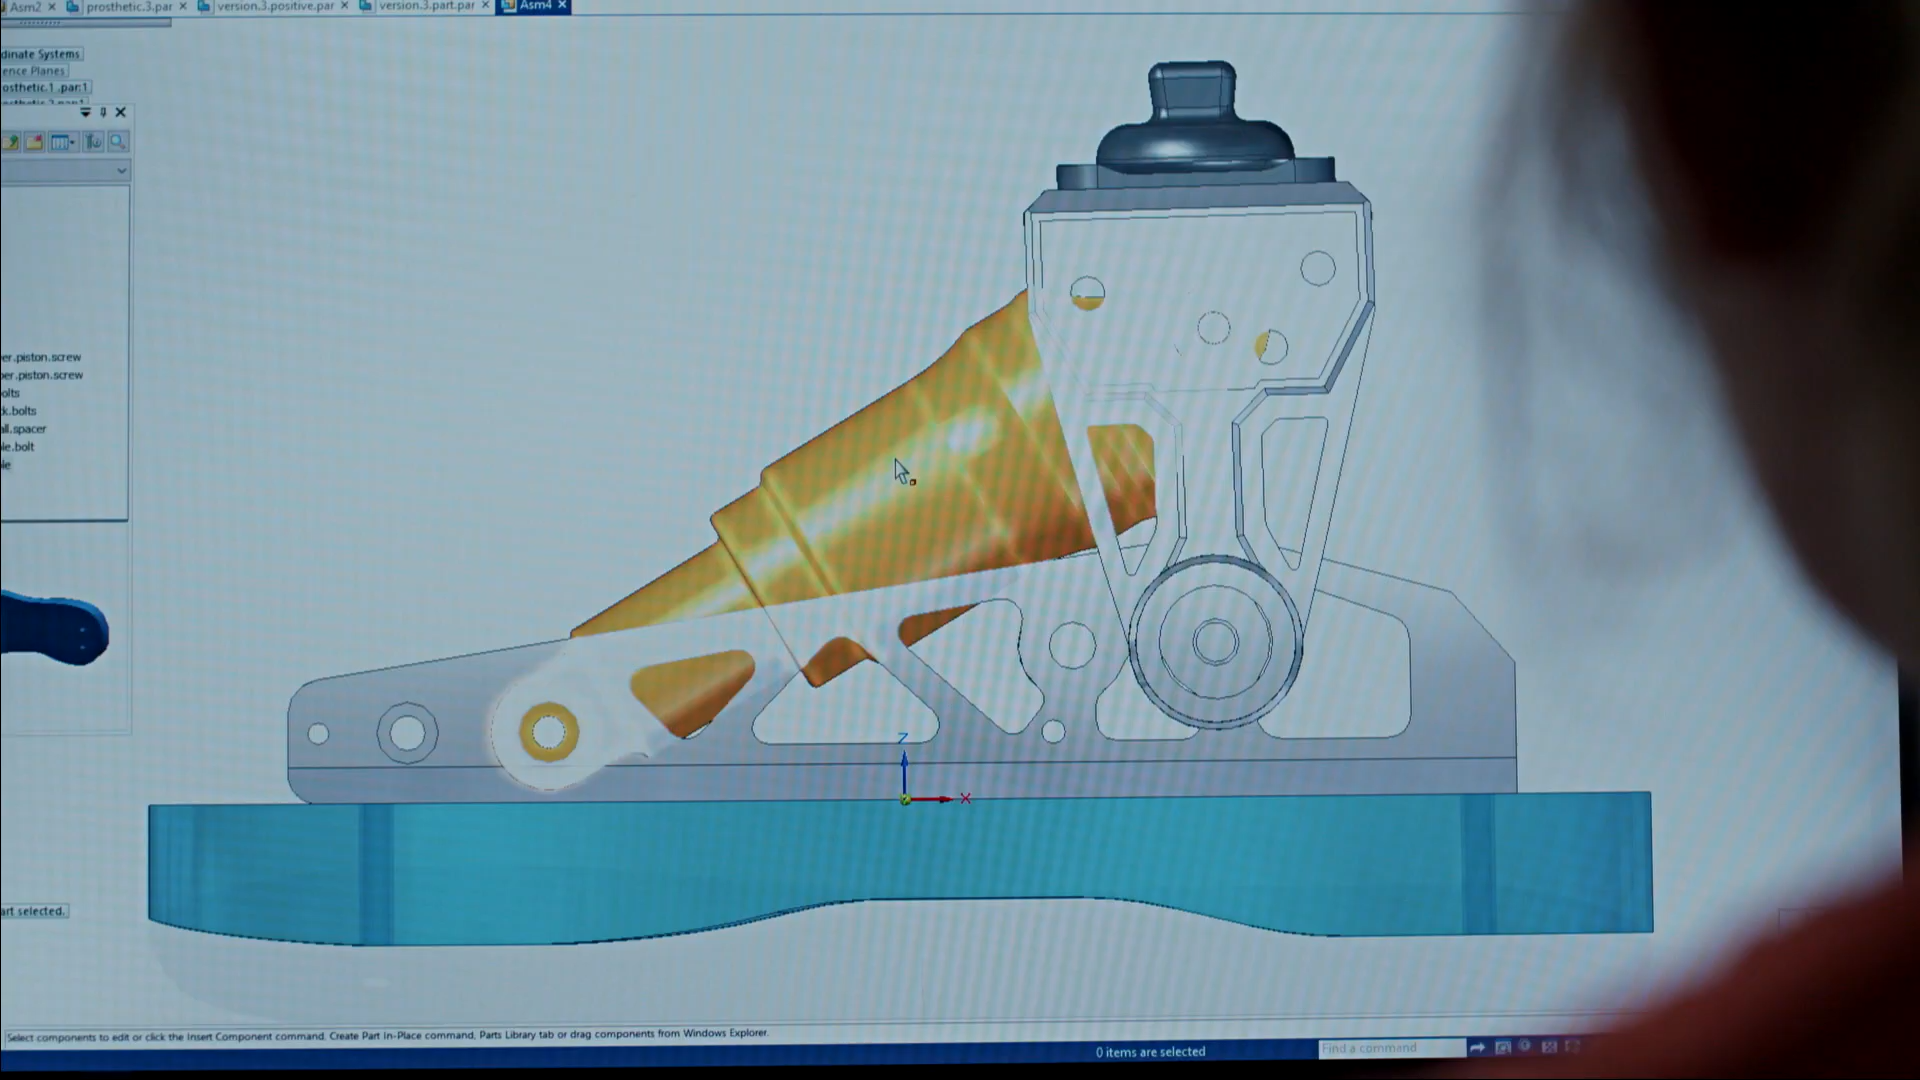 Asm2 prosthetic.3.par version.3.positive.par version.3.part.par Asm4
dinate Systems
ence Planes
osthetic.1 .par:1
er.piston.screw
per.piston.screw
olts
k.bolts
all.spacer
le.bolt
le
Z
X
art selected.
Select components to edit or click the Insert Component command, Create Part In-Place command, Parts Library tab or drag components from Windows Explorer.
0 items are selected
Find a command